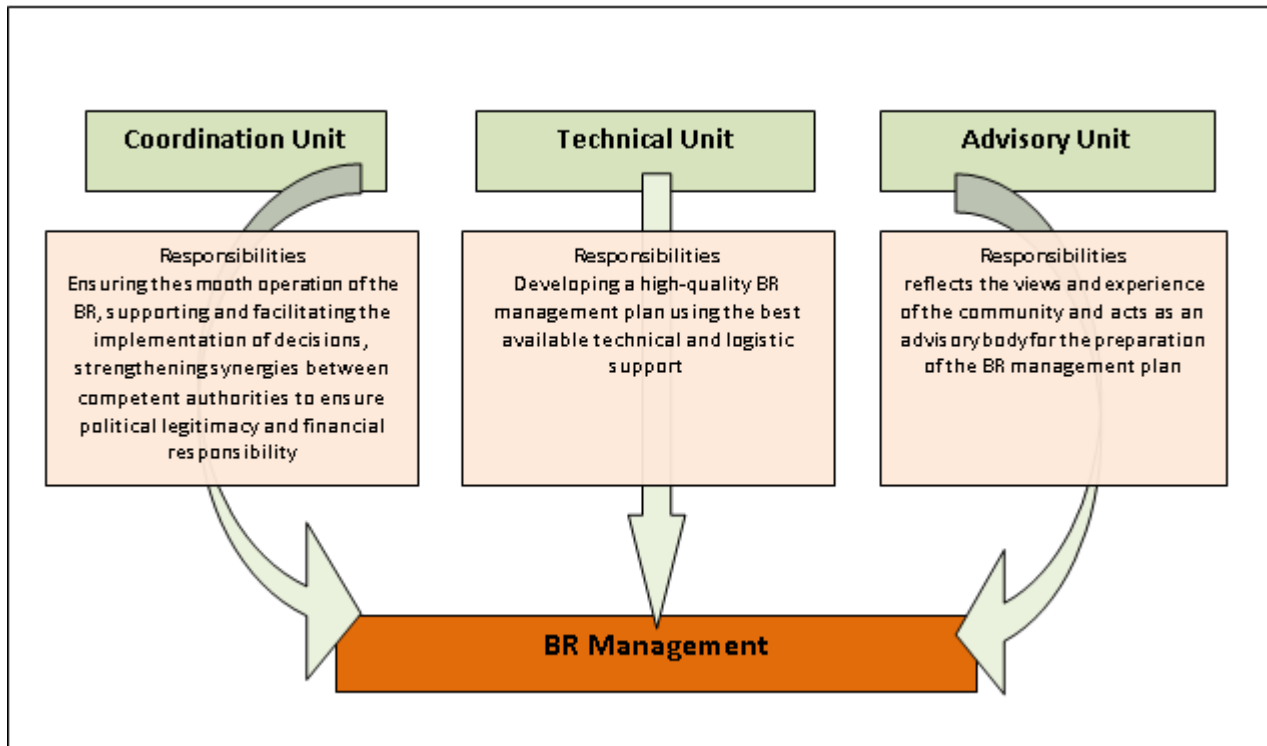 Coordination Unit
Technical Unit
Advisory Unit
Responsibilities
Ensuring the smooth operation of the
BR, supporting and facilitating the
implementation of decisions,
strengthening synergies between
competent authorities to ensure
political legitimacy and financial
responsibility
Responsibilities
Developing a high-quality BR
management plan using the best
available technical and logistic
support
Responsibilities
reflects the views and experience
of the community and acts as an
advisory body for the preparation
of the BR management plan
BR Management